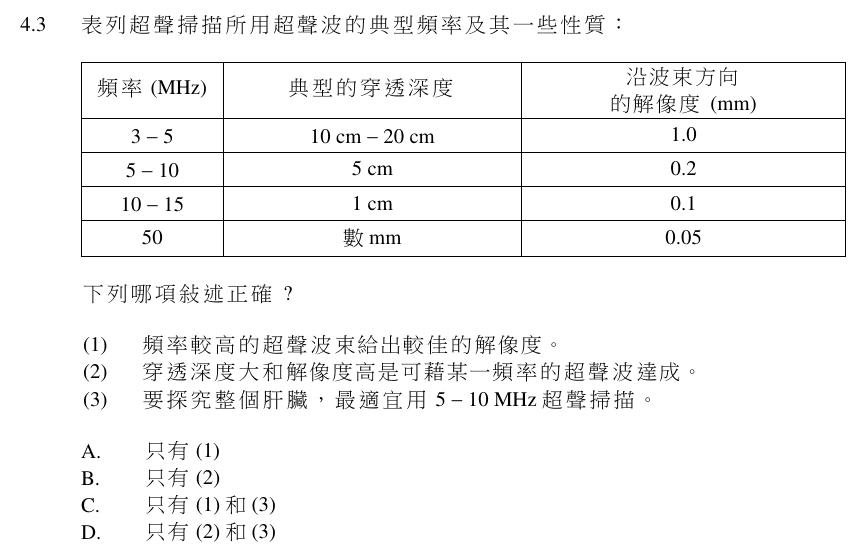 4.3 表列超聲掃描所用超聲波的典型頻率及其一些性質：
頻率 (MHz) 典型的穿透深度 沿波束方向的解像度 (mm)
3 – 5 10 cm – 20 cm 1.0
5 – 10 5 cm 0.2
10 – 15 1 cm 0.1
50 數 mm 0.05
下列哪項敍述正確？
(1) 頻率較高的超聲波束給出較佳的解像度。
(2) 穿透深度大和解像度高是可藉某一頻率的超聲波達成。
(3) 要探究整個肝臟，最適宜用 5 – 10 MHz 超聲掃描。
A. 只有 (1)
B. 只有 (2)
C. 只有 (1) 和 (3)
D. 只有 (2) 和 (3)